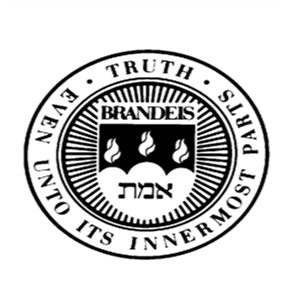 · TRUTH · EVEN UNTO ITS INNERMOST PARTS
BRANDEIS
אמת